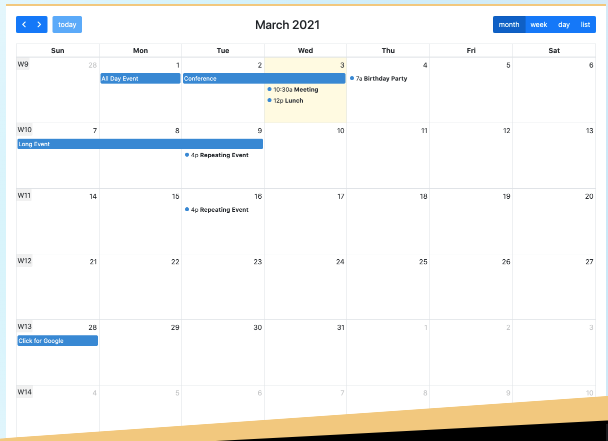 today
March 2021
month week day list
Sun Mon Tue Wed Thu Fri Sat
W9 28 1 2 3 4 5 6
All Day Event Conference 7a Birthday Party
10:30a Meeting
12p Lunch
W10 7 8 9 10 11 12 13
Long Event
4p Repeating Event
W11 14 15 16 17 18 19 20
4p Repeating Event
W12 21 22 23 24 25 26 27
W13 28 29 30 31 1 2 3
Click for Google
W14 4 5 6 7 8 9 10